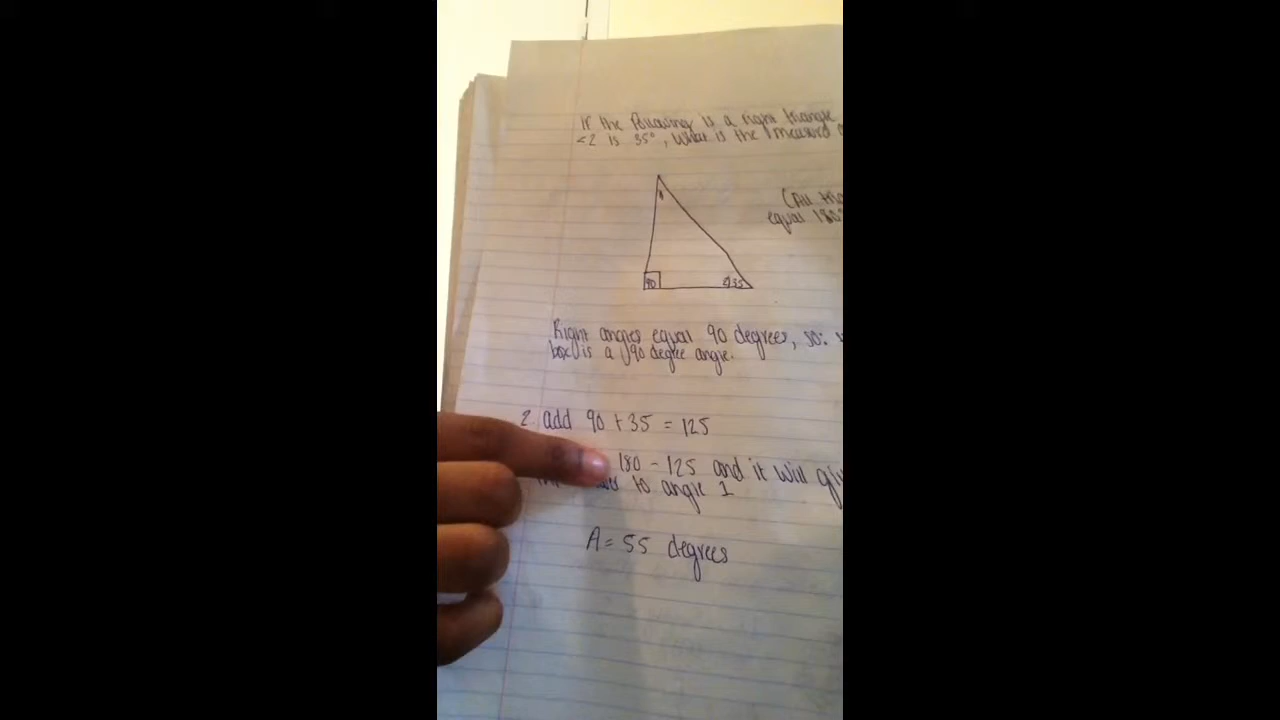 If the following is a right triangle
<2 is 35°, What is the measure
1
(All
equal 180°
90
2 35
Right angles equal 90 degrees, so:
box is a 90 degree angle.
2. add 90 + 35 = 125
180 - 125 and it will
to angle 1
A = 55 degrees